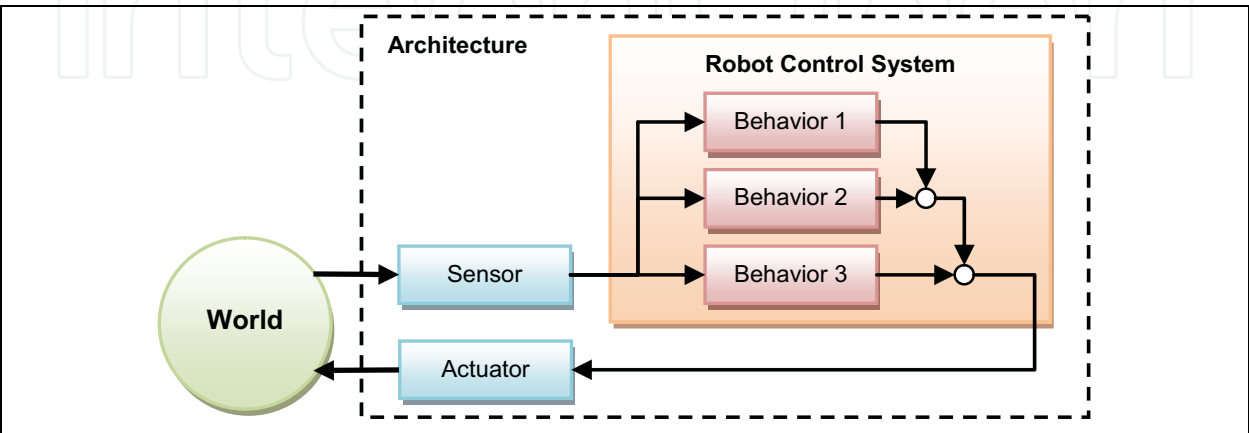 Architecture
Robot Control System
Behavior 1
Behavior 2
Behavior 3
Sensor
World
Actuator